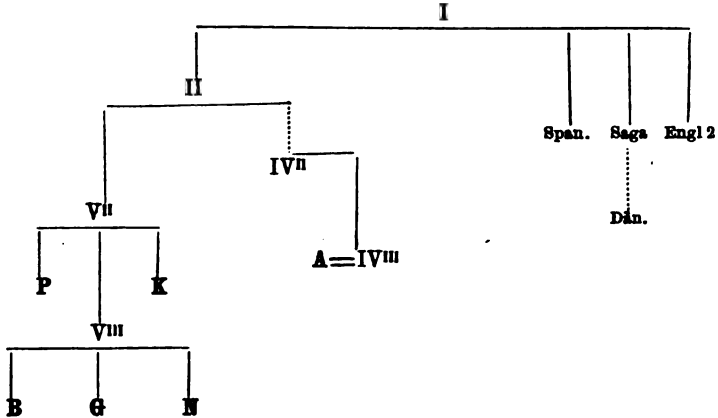 I
II
Span. Saga Engl 2
IVII
VII
Dän.
A=IVIII
P K
VIII
B G N